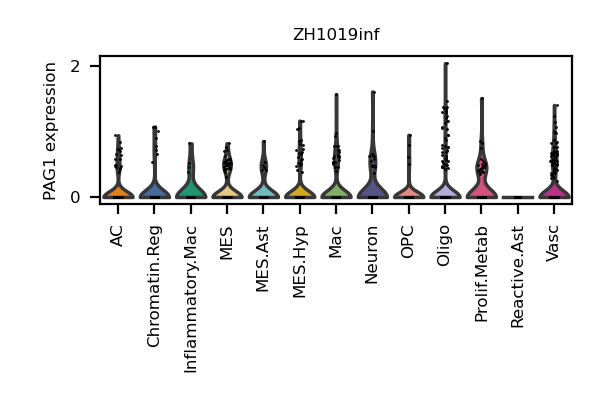 ZH1019inf
PAG1 expression
2
0
AC
Chromatin.Reg
Inflammatory.Mac
MES
MES.Ast
MES.Hyp
Mac
Neuron
OPC
Oligo
Prolif.Metab
Reactive.Ast
Vasc